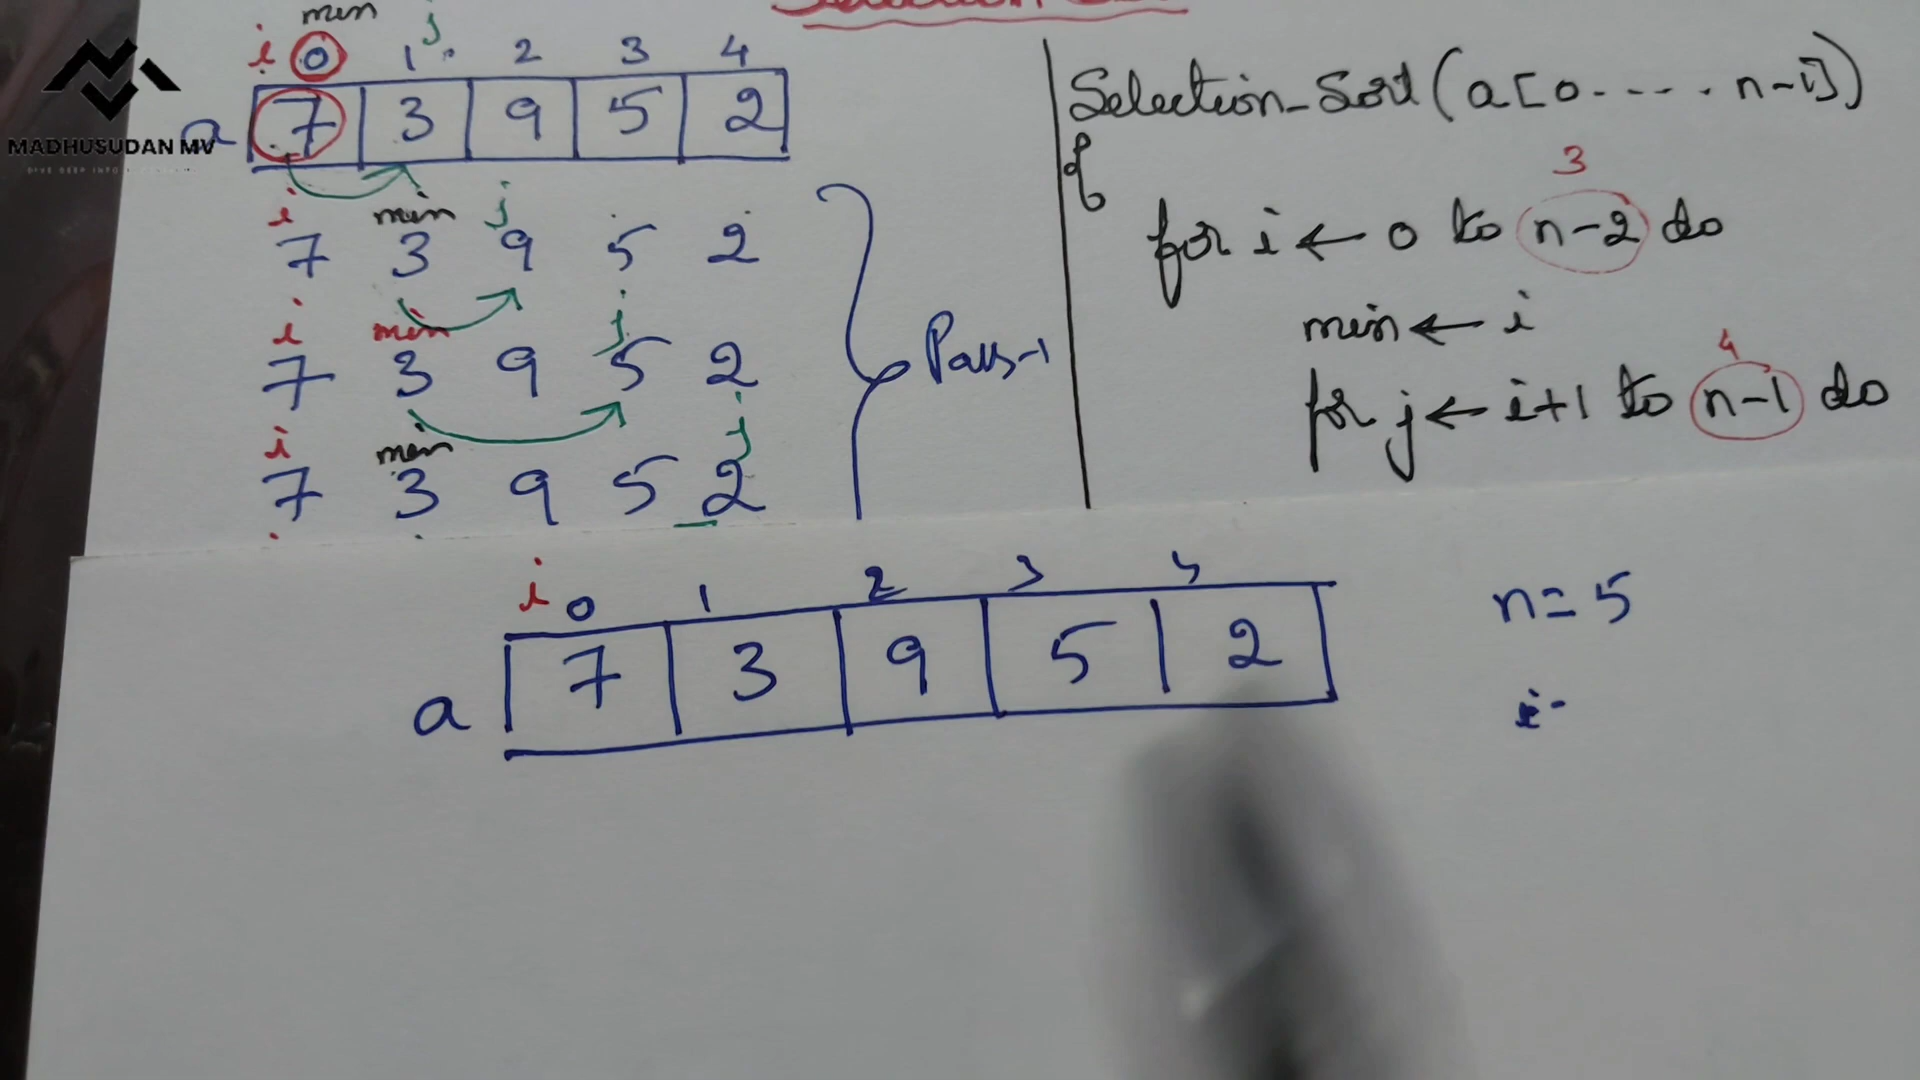 min j
i 0 1 2 3 4
a 7 3 9 5 2
i min j
7 3 9 5 2
i min j
7 3 9 5 2
i min j
7 3 9 5 2
Pass-1
Selection-Sort (a[0.....n-1])
{
3
for i ← 0 to n-2 do
min ← i
4
for j ← i+1 to n-1 do
i 0 1 2 3 4
a 7 3 9 5 2
n=5
i-
MADHUSUDAN MV